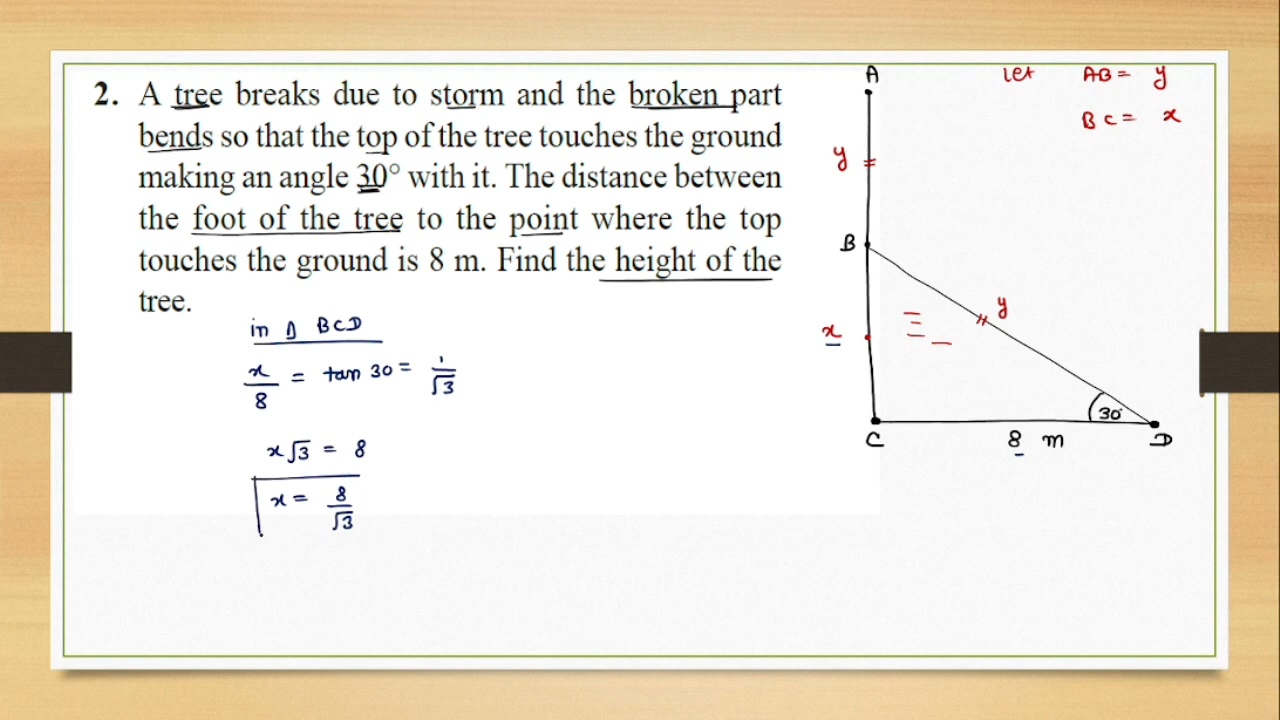 2. A tree breaks due to storm and the broken part
bends so that the top of the tree touches the ground
making an angle 30° with it. The distance between
the foot of the tree to the point where the top
touches the ground is 8 m. Find the height of the
tree.
in Δ BCD
x/8 = tan 30 = 1/√3
x√3 = 8
x = 8/√3
Let AB = y
BC = x
A
y
B
x
y
30°
C
8 m
D